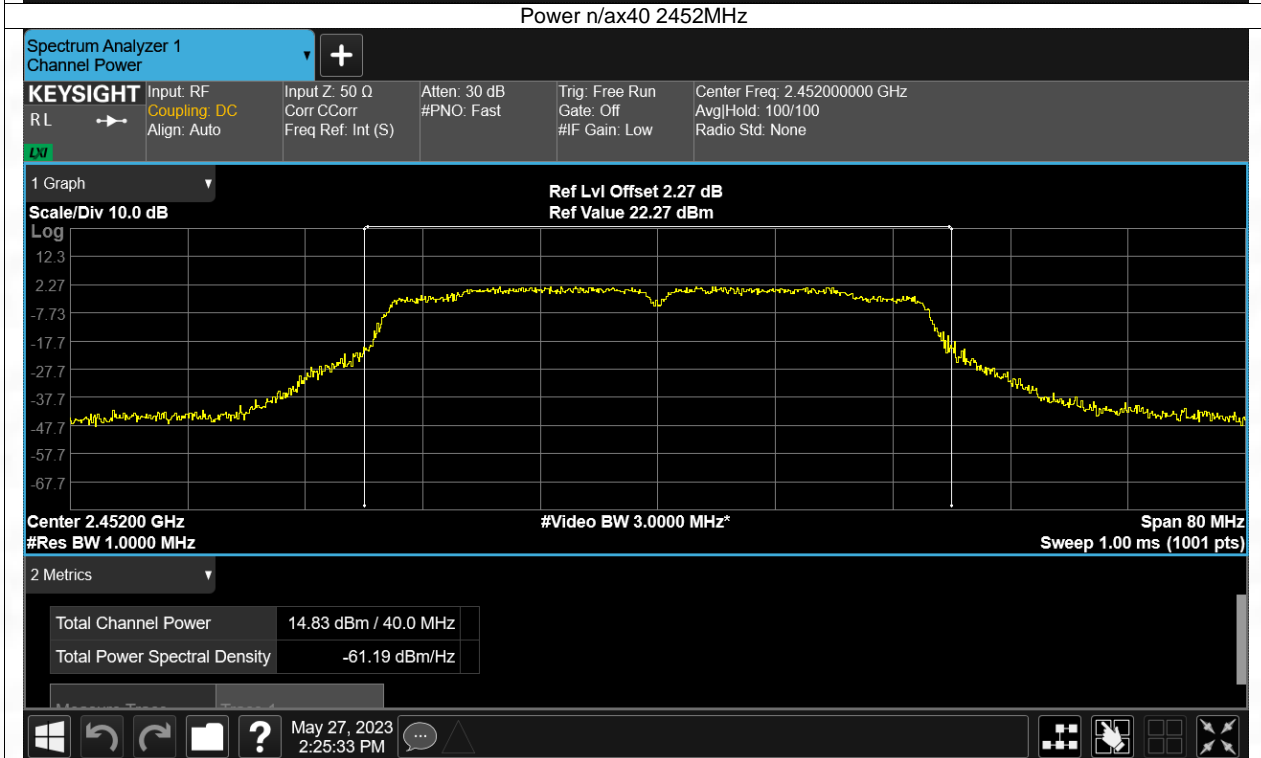 Power n/ax40 2452MHz
Spectrum Analyzer 1
Channel Power
KEYSIGHT
R L
LXI
Input: RF
Coupling: DC
Align: Auto
Input Z: 50 Ω
Corr CCorr
Freq Ref: Int (S)
Atten: 30 dB
#PNO: Fast
Trig: Free Run
Gate: Off
#IF Gain: Low
Center Freq: 2.452000000 GHz
Avg|Hold: 100/100
Radio Std: None
1 Graph
Ref Lvl Offset 2.27 dB
Scale/Div 10.0 dB
Ref Value 22.27 dBm
Log
12.3
2.27
-7.73
-17.7
-27.7
-37.7
-47.7
-57.7
-67.7
Center 2.45200 GHz
#Video BW 3.0000 MHz*
Span 80 MHz
#Res BW 1.0000 MHz
Sweep 1.00 ms (1001 pts)
2 Metrics
Total Channel Power
14.83 dBm / 40.0 MHz
Total Power Spectral Density
-61.19 dBm/Hz
May 27, 2023
2:25:33 PM